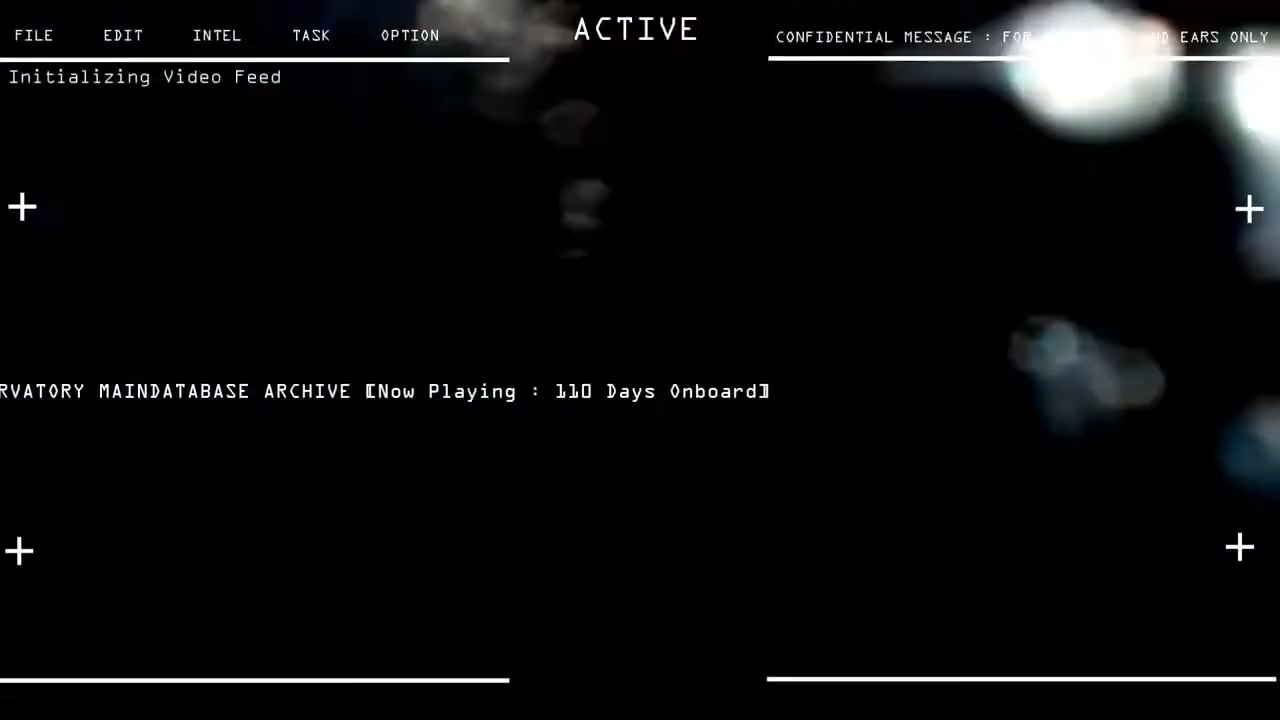 FILE EDIT INTEL TASK OPTION
ACTIVE
CONFIDENTIAL MESSAGE : FOR EARS ONLY
Initializing Video Feed
MAINDATABASE ARCHIVE [Now Playing : 110 Days Onboard]